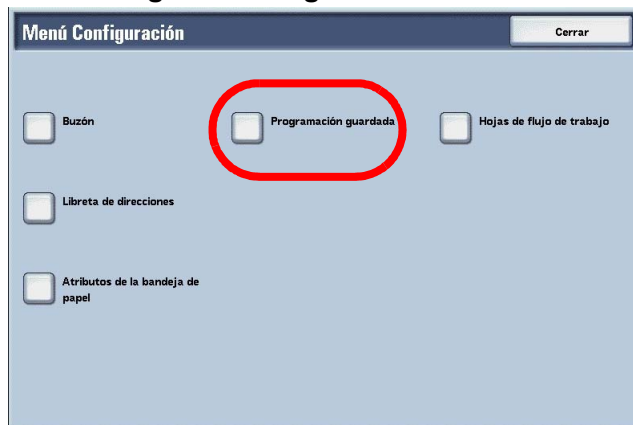 Menú Configuración
Cerrar
Buzón
Programación guardada
Hojas de flujo de trabajo
Libreta de direcciones
Atributos de la bandeja de
papel